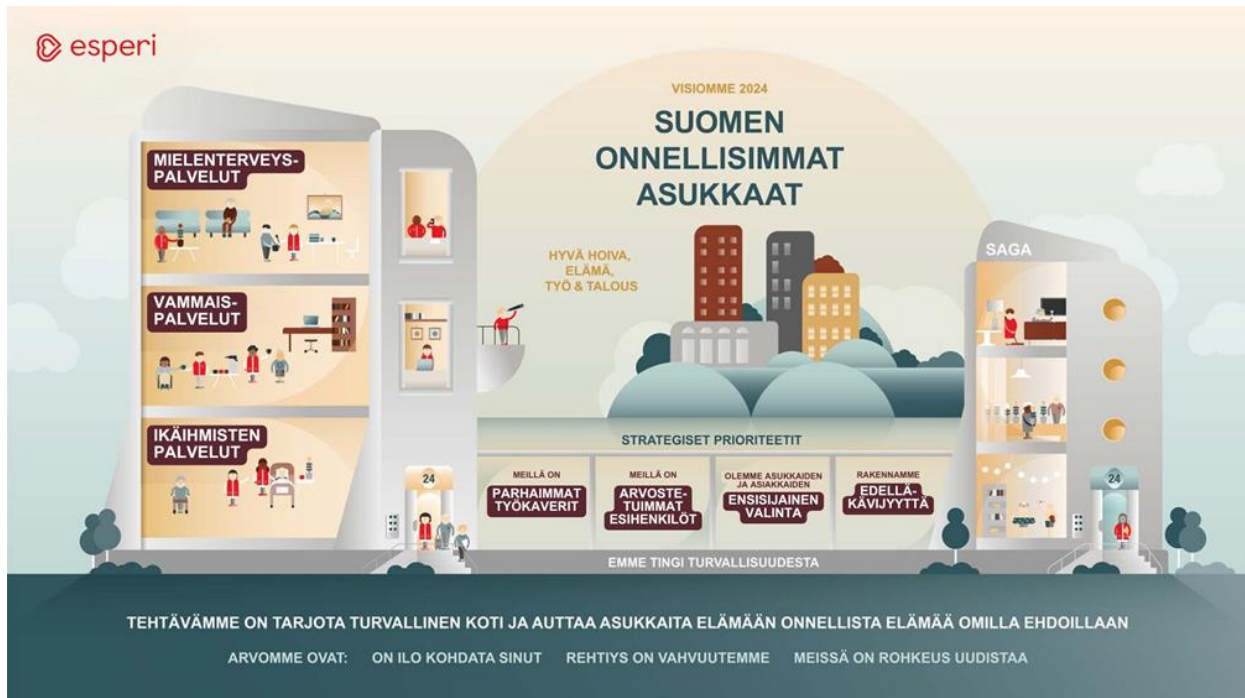 esperi
VISIOMME 2024
SUOMEN
ONNELLISIMMAT
ASUKKAAT
HYVÄ HOIVA,
ELÄMÄ,
TYÖ & TALOUS
MIELENTERVEYS-
PALVELUT
VAMMAIS-
PALVELUT
IKÄIHMISTEN
PALVELUT
24
SAGA
24
STRATEGISET PRIORITEETIT
MEILLÄ ON
PARHAIMMAT
TYÖKAVERIT
MEILLÄ ON
ARVOSTE-
TUIMMAT
ESIHENKILÖT
OLEMME ASUKKAIDEN
JA ASIAKKAIDEN
ENSISIJAINEN
VALINTA
RAKENNAMME
EDELLÄ-
KÄVIJYYTTÄ
EMME TINGI TURVALLISUUDESTA
TEHTÄVÄMME ON TARJOTA TURVALLINEN KOTI JA AUTTAA ASUKKAITA ELÄMÄÄN ONNELLISTA ELÄMÄÄ OMILLA EHDOILLAAN
ARVOMME OVAT: ON ILO KOHDATA SINUT REHTIYS ON VAHVUUTEMME MEISSÄ ON ROHKEUS UUDISTAA